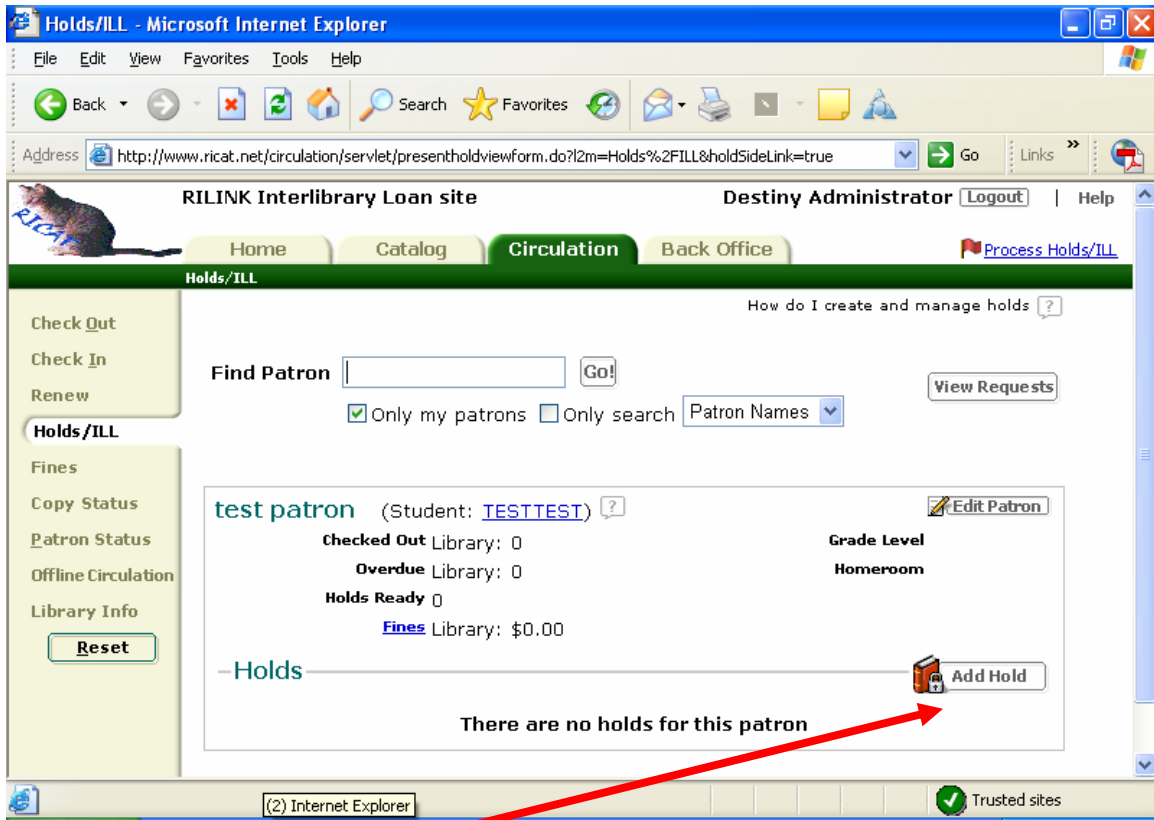 Holds/ILL - Microsoft Internet Explorer
File Edit View Favorites Tools Help
Back Search Favorites
Address http://www.ricat.net/circulation/servlet/presentholdviewform.do?l2m=Holds%2FILL&holdSideLink=true Go Links »
RICAT RILINK Interlibrary Loan site Destiny Administrator Logout | Help
Home Catalog Circulation Back Office Process Holds/ILL
Holds/ILL
How do I create and manage holds ?
Check Out
Check In
Renew
Holds/ILL
Fines
Copy Status
Patron Status
Offline Circulation
Library Info
Reset
Find Patron Go!
View Requests
Only my patrons Only search Patron Names
test patron (Student: TESTTEST) ? Edit Patron
Checked Out Library: 0 Grade Level
Overdue Library: 0 Homeroom
Holds Ready 0
Fines Library: $0.00
Holds Add Hold
There are no holds for this patron
(2) Internet Explorer Trusted sites